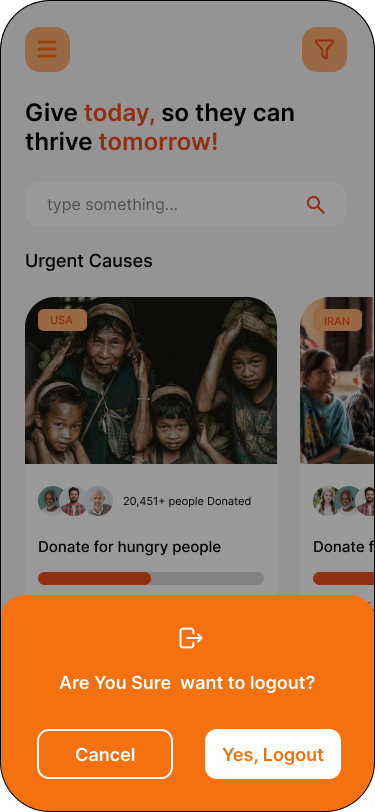 Give today, so they can
thrive tomorrow!
type something...
Urgent Causes
USA
IRAN
20,451+ people Donated
Donate for hungry people
Donate f
Are You Sure  want to logout?
Cancel
Yes, Logout